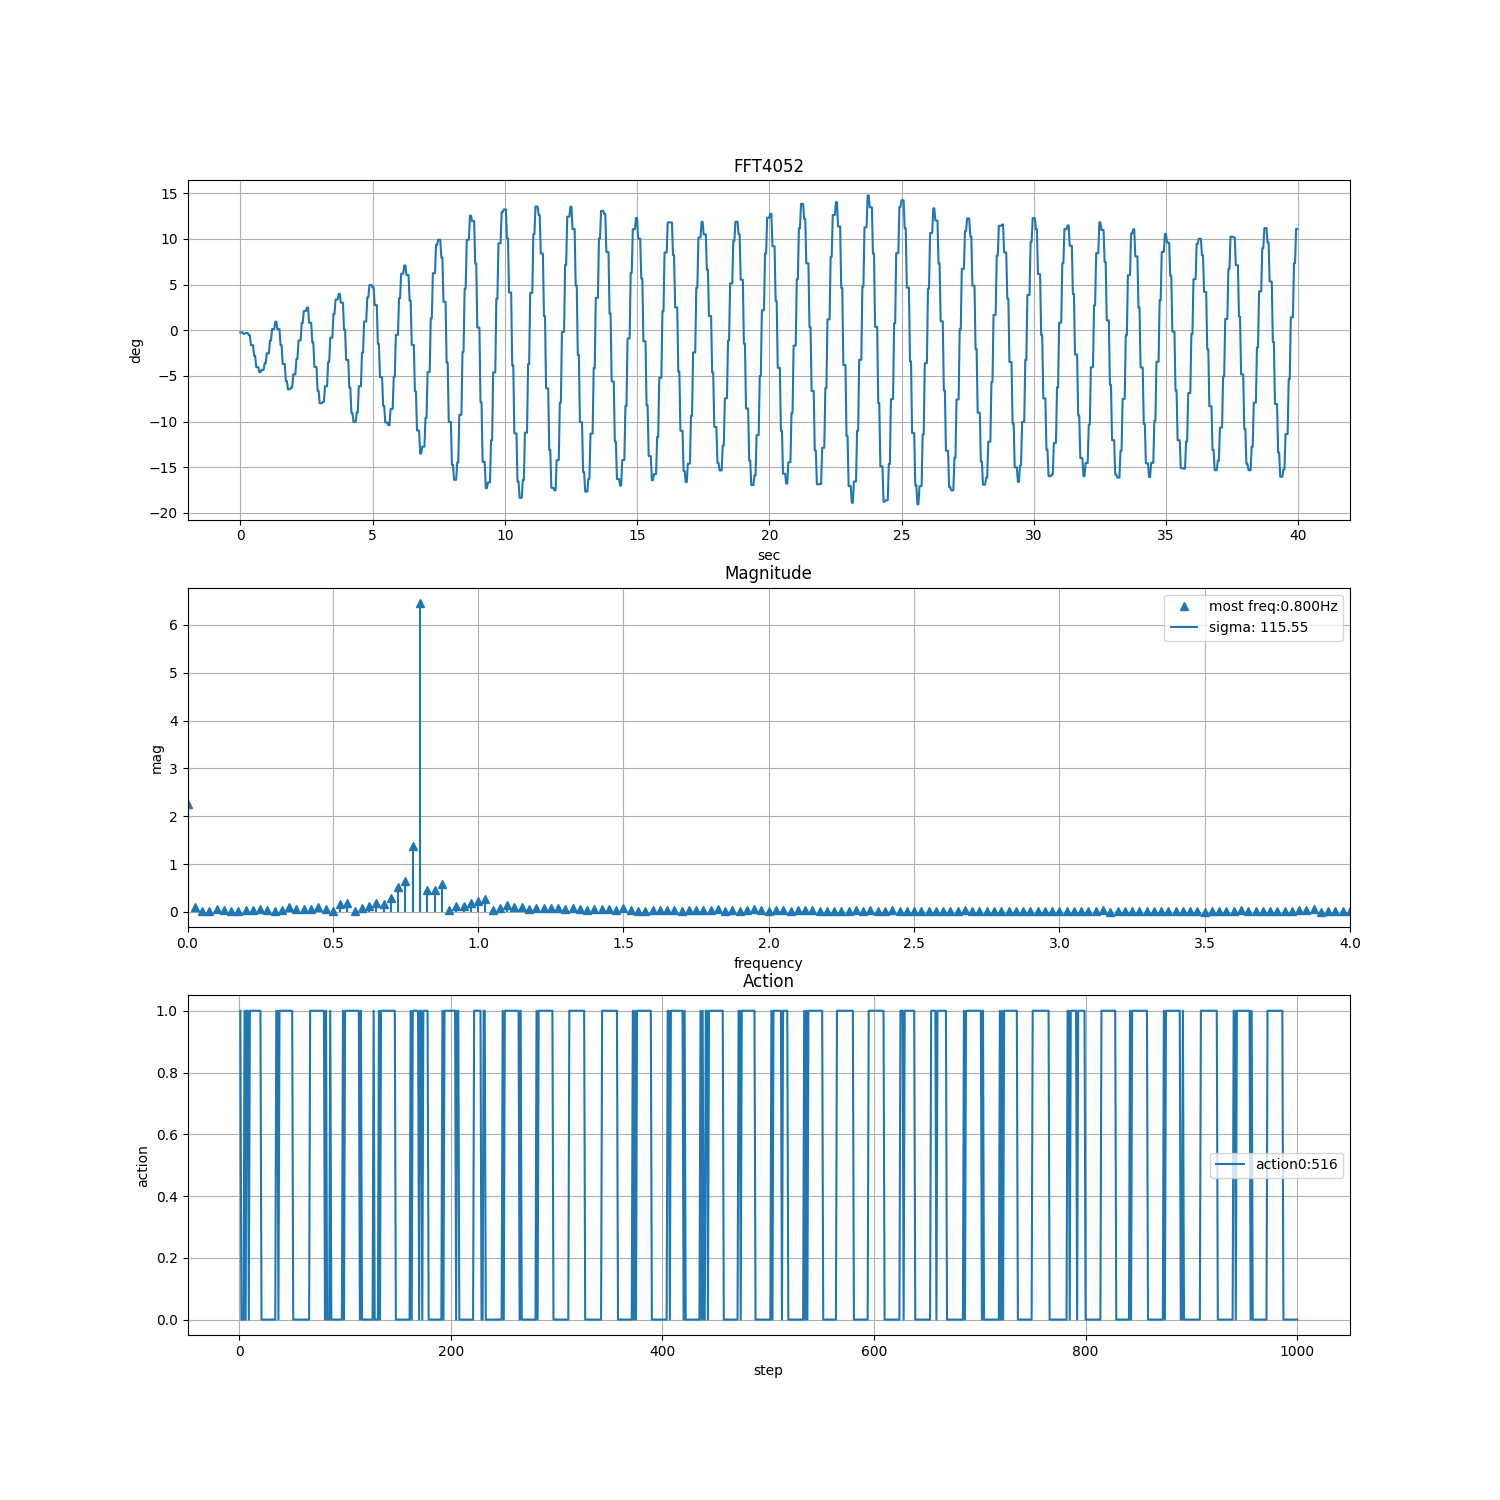 FFT4052
15
10
5
0
−5
−10
−15
−20
deg
0 5 10 15 20 25 30 35 40
sec
Magnitude
most freq:0.800Hz
sigma: 115.55
6
5
4
3
2
1
0
mag
0.0 0.5 1.0 1.5 2.0 2.5 3.0 3.5 4.0
frequency
Action
1.0
0.8
0.6
0.4
0.2
0.0
action
action0:516
0 200 400 600 800 1000
step